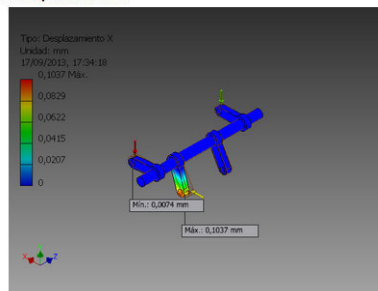 Tipo: Desplazamiento X
Unidad: mm
17/09/2013, 17:34:18
0,1037 Máx.
0,0829
0,0622
0,0415
0,0207
0
Mín.: 0,0074 mm
Máx.: 0,1037 mm
X
Z